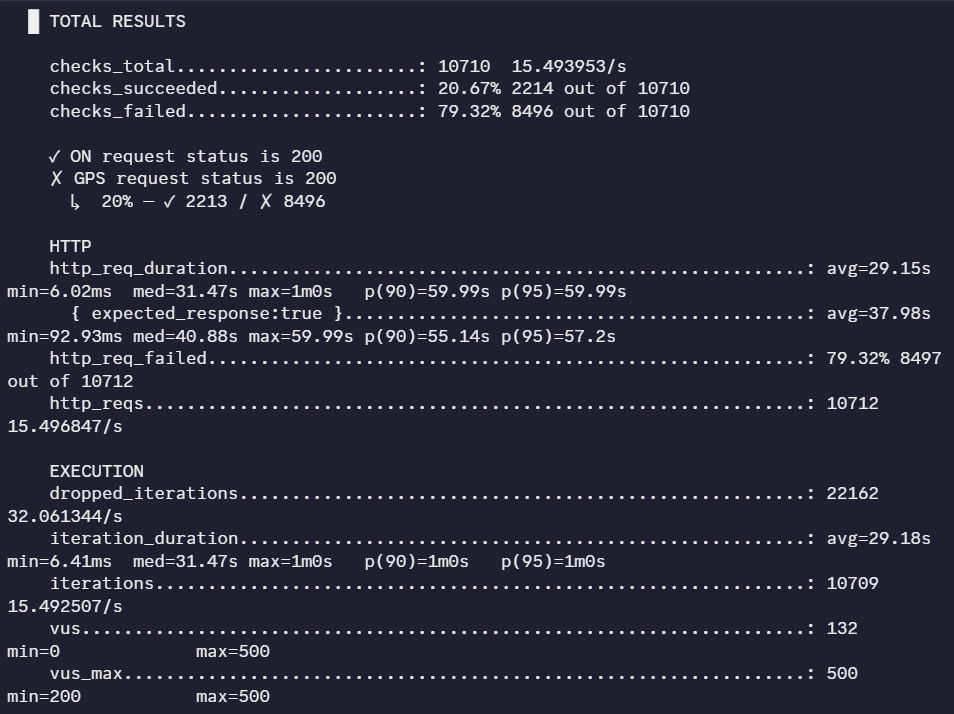 █ TOTAL RESULTS
checks_total.......................: 10710  15.493953/s
checks_succeeded...................: 20.67% 2214 out of 10710
checks_failed......................: 79.32% 8496 out of 10710
✓ ON request status is 200
✗ GPS request status is 200
↳  20% — ✓ 2213 / ✗ 8496
HTTP
http_req_duration.......................................................: avg=29.15s
min=6.02ms  med=31.47s max=1m0s   p(90)=59.99s p(95)=59.99s
{ expected_response:true }............................................: avg=37.98s
min=92.93ms med=40.88s max=59.99s p(90)=55.14s p(95)=57.2s
http_req_failed.........................................................: 79.32% 8497
out of 10712
http_reqs...............................................................: 10712
15.496847/s
EXECUTION
dropped_iterations......................................................: 22162
32.061344/s
iteration_duration......................................................: avg=29.18s
min=6.41ms  med=31.47s max=1m0s   p(90)=1m0s   p(95)=1m0s
iterations..............................................................: 10709
15.492507/s
vus.....................................................................: 132
min=0             max=500
vus_max.................................................................: 500
min=200           max=500